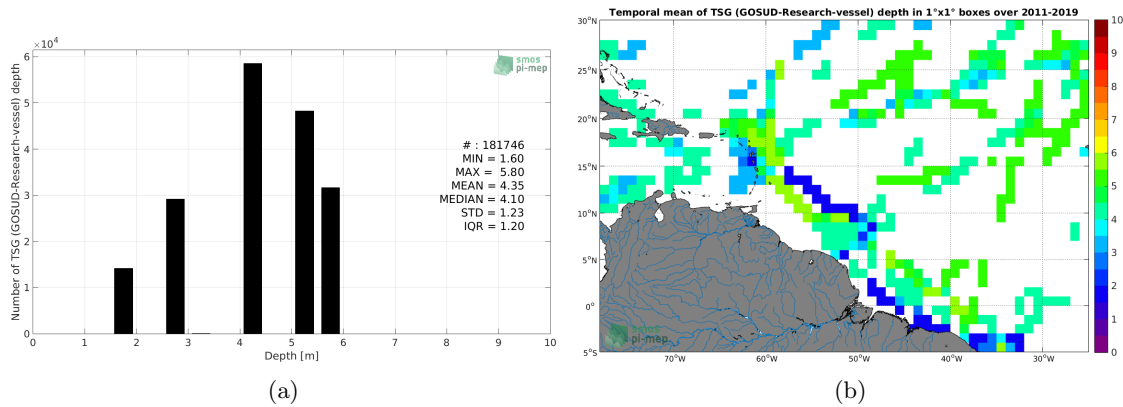 ×10⁴
6
5
4
3
2
1
0
Number of TSG (GOSUD-Research-vessel) depth
smos
pi-mep
# : 181746
MIN = 1.60
MAX = 5.80
MEAN = 4.35
MEDIAN = 4.10
STD = 1.23
IQR = 1.20
0 1 2 3 4 5 6 7 8 9 10
Depth [m]
(a)
Temporal mean of TSG (GOSUD-Research-vessel) depth in 1°x1° boxes over 2011-2019
30°N
25°N
20°N
15°N
10°N
5°N
0°
5°S
smos
pi-mep
70°W 60°W 50°W 40°W 30°W
10
9
8
7
6
5
4
3
2
1
0
(b)